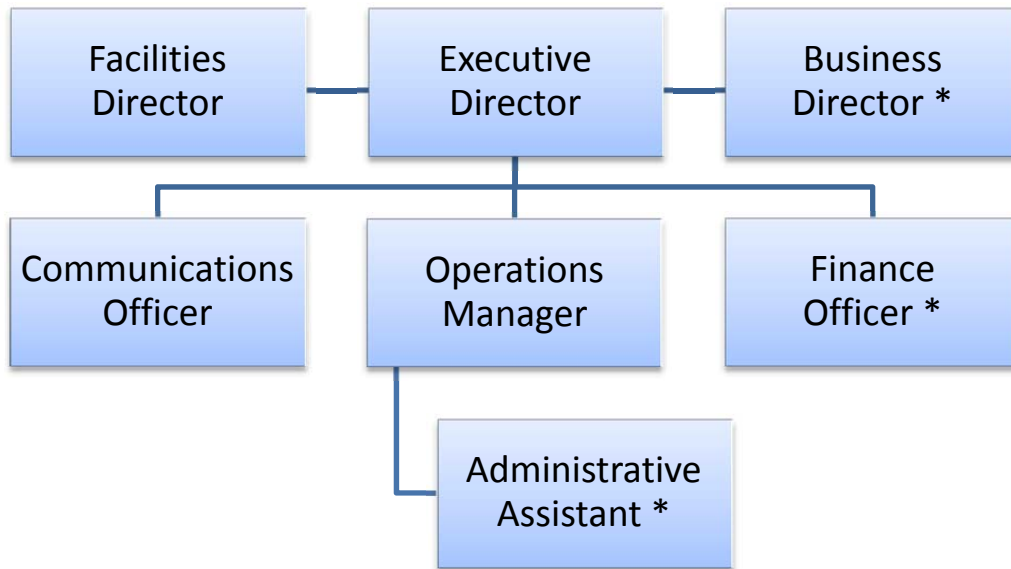 Facilities
Director
Executive
Director
Business
Director *
Communications
Officer
Operations
Manager
Finance
Officer *
Administrative
Assistant *